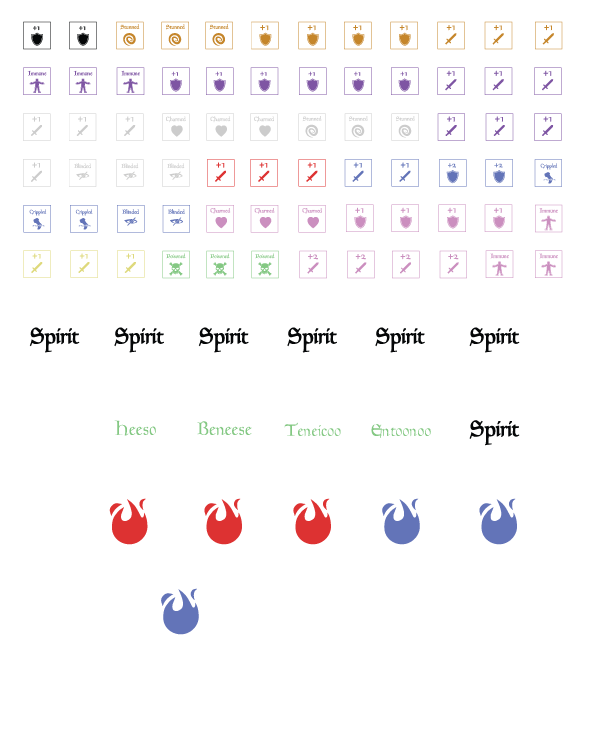 +1 +1 Stunned Stunned Stunned +1 +1 +1 +1 +1 +1 +1
Immune Immune Immune +1 +1 +1 +1 +1 +1 +1 +1 +1
+1 +1 +1 Charmed Charmed Charmed Stunned Stunned Stunned +1 +1 +1
+1 Blinded Blinded Blinded +1 +1 +1 +1 +1 +2 +2 Crippled
Crippled Crippled Blinded Blinded Charmed Charmed Charmed +1 +1 +1 +1 Immune
+1 +1 +1 Poisoned Poisoned Poisoned +2 +2 +2 +2 Immune Immune
Spirit Spirit Spirit Spirit Spirit Spirit
heeso Beneese Teneicoo Entoonoo Spirit